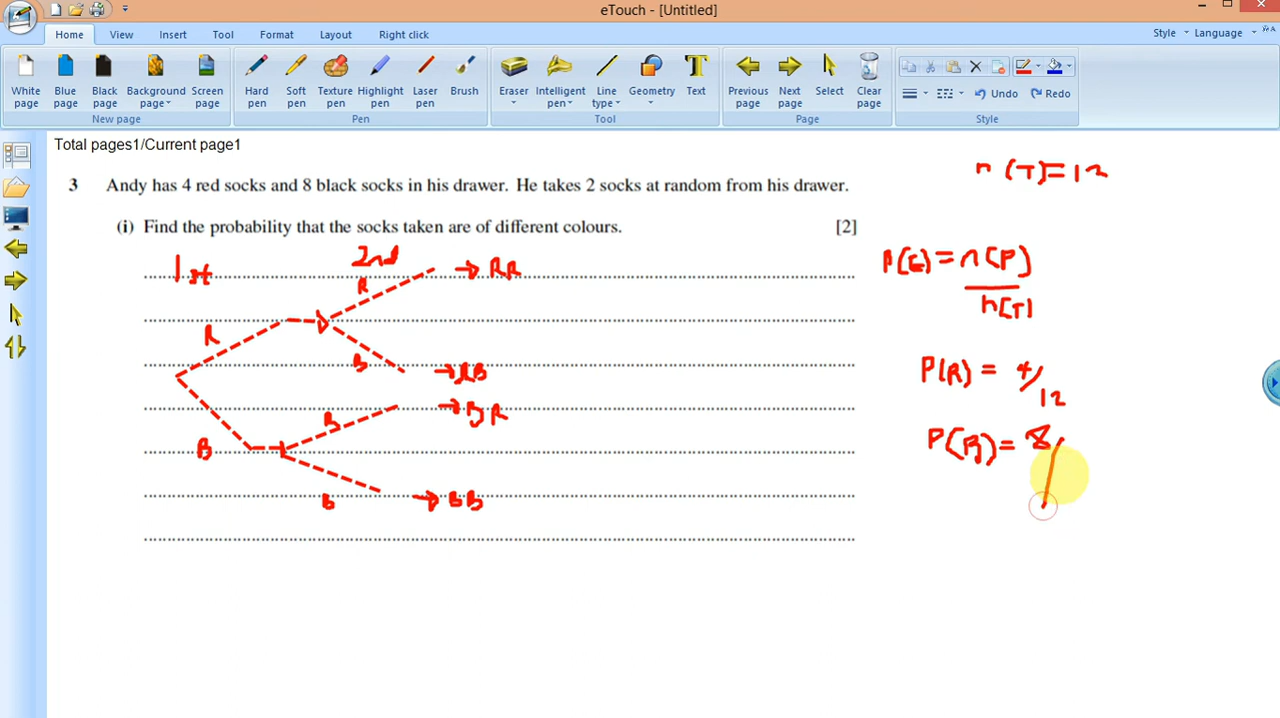 eTouch - [Untitled]
Home View Insert Tool Format Layout Right click
Style Language
White page Blue page Black page Background page Screen page
Hard pen Soft pen Texture pen Highlight pen Laser pen Brush
Eraser Intelligent pen Line type Geometry Text
Previous page Next page Select Clear page
Undo Redo
New page Pen Tool Page Style
Total pages1/Current page1
n(T)=12
3 Andy has 4 red socks and 8 black socks in his drawer. He takes 2 socks at random from his drawer.
(i) Find the probability that the socks taken are of different colours. [2]
1st 2nd
R → RR
R
B → RB
B → BR
B
B → BB
P(E)=n(P)
n(T)
P(R) = 4/12
P(B)= 8/